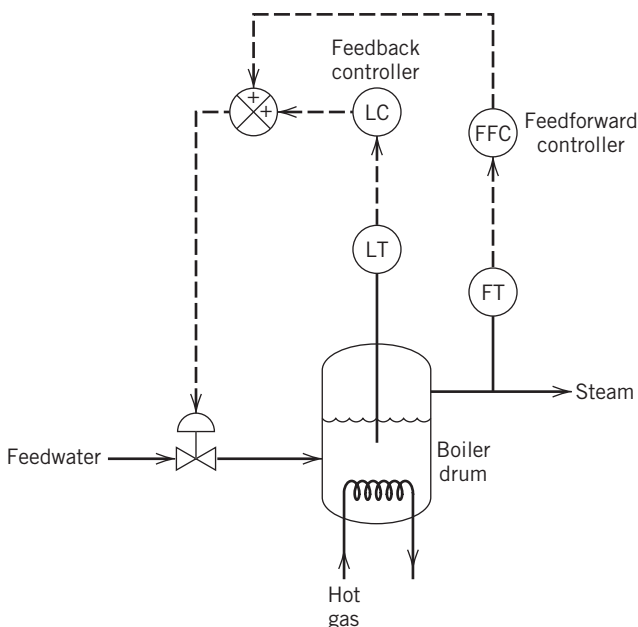 Feedback
controller
+
+
LC
FFC
Feedforward
controller
LT
FT
Steam
Feedwater
Boiler
drum
Hot
gas